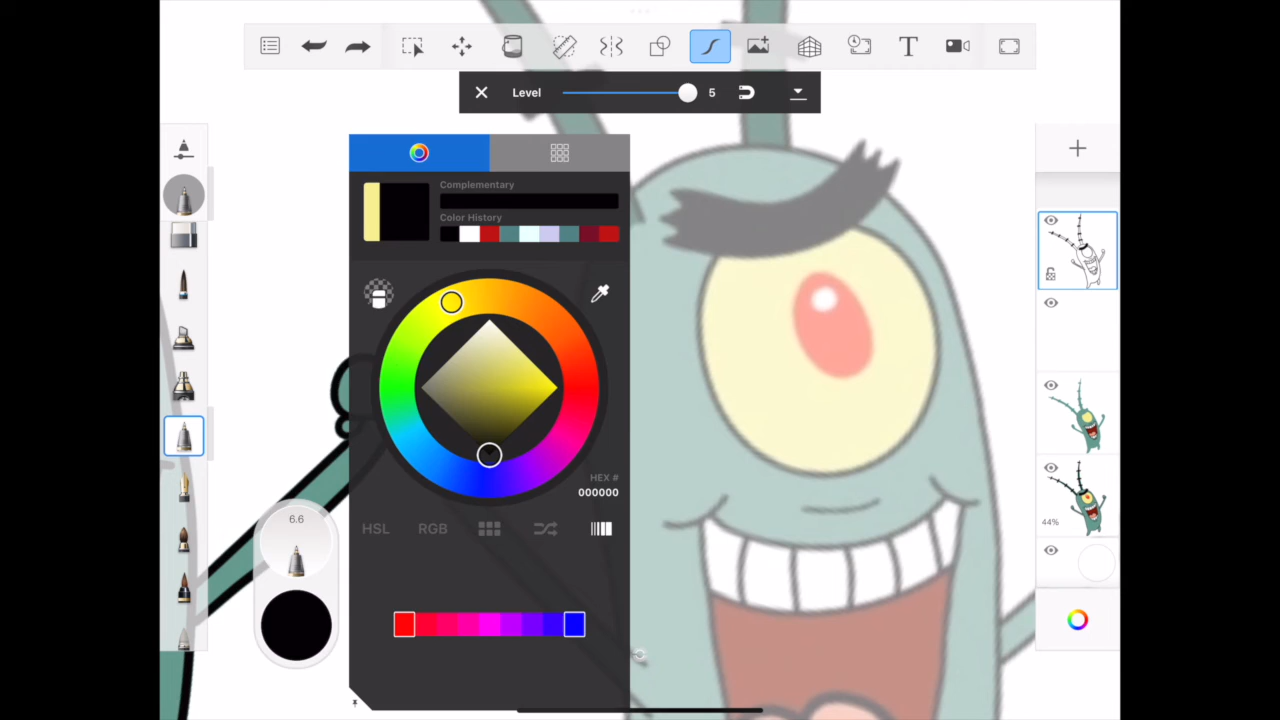 T
Level 5
Complementary
Color History
HEX #
000000
HSL RGB
6.6
44%